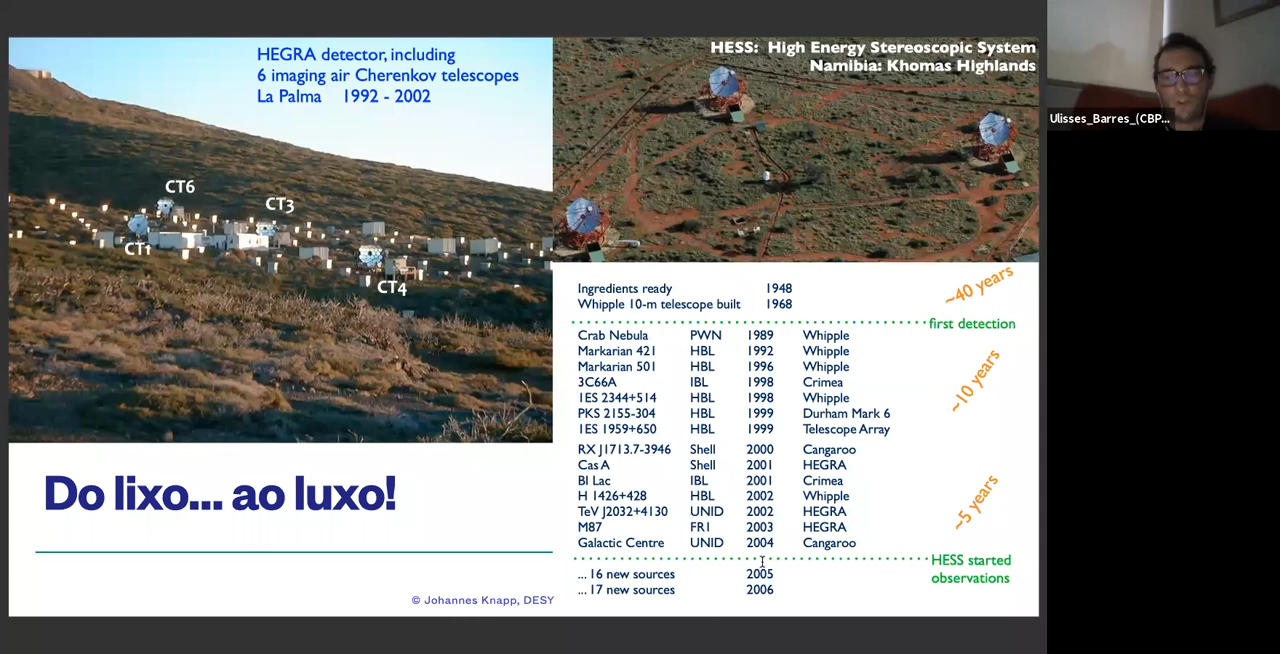 HEGRA detector, including
6 imaging air Cherenkov telescopes
La Palma 1992 - 2002
CT6
CT3
CT1
CT4
HESS: High Energy Stereoscopic System
Namibia: Khomas Highlands
Ulisses_Barres_(CBP...
Do lixo... ao luxo!
© Johannes Knapp, DESY
Ingredients ready 1948
Whipple 10-m telescope built 1968
~40 years
first detection
Crab Nebula PWN 1989 Whipple
Markarian 421 HBL 1992 Whipple
Markarian 501 HBL 1996 Whipple
3C66A IBL 1998 Crimea
1ES 2344+514 HBL 1998 Whipple
PKS 2155-304 HBL 1999 Durham Mark 6
1ES 1959+650 HBL 1999 Telescope Array
~10 years
RX J1713.7-3946 Shell 2000 Cangaroo
Cas A Shell 2001 HEGRA
Bl Lac IBL 2001 Crimea
H 1426+428 HBL 2002 Whipple
TeV J2032+4130 UNID 2002 HEGRA
M87 FR1 2003 HEGRA
Galactic Centre UNID 2004 Cangaroo
~5 years
HESS started
observations
... 16 new sources 2005
... 17 new sources 2006